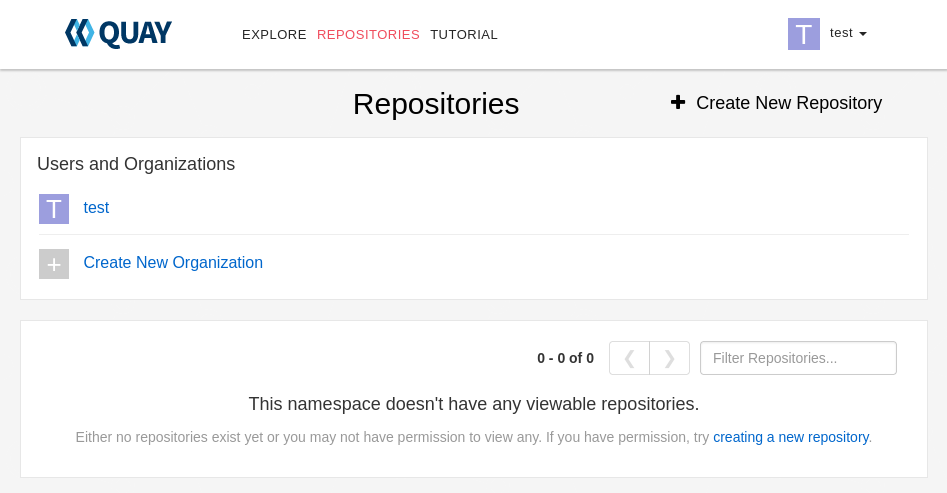 QUAY EXPLORE REPOSITORIES TUTORIAL T test
Repositories
Create New Repository
Users and Organizations
T test
+ Create New Organization
0 - 0 of 0 ❮ ❯ Filter Repositories...
This namespace doesn't have any viewable repositories.
Either no repositories exist yet or you may not have permission to view any. If you have permission, try creating a new repository.